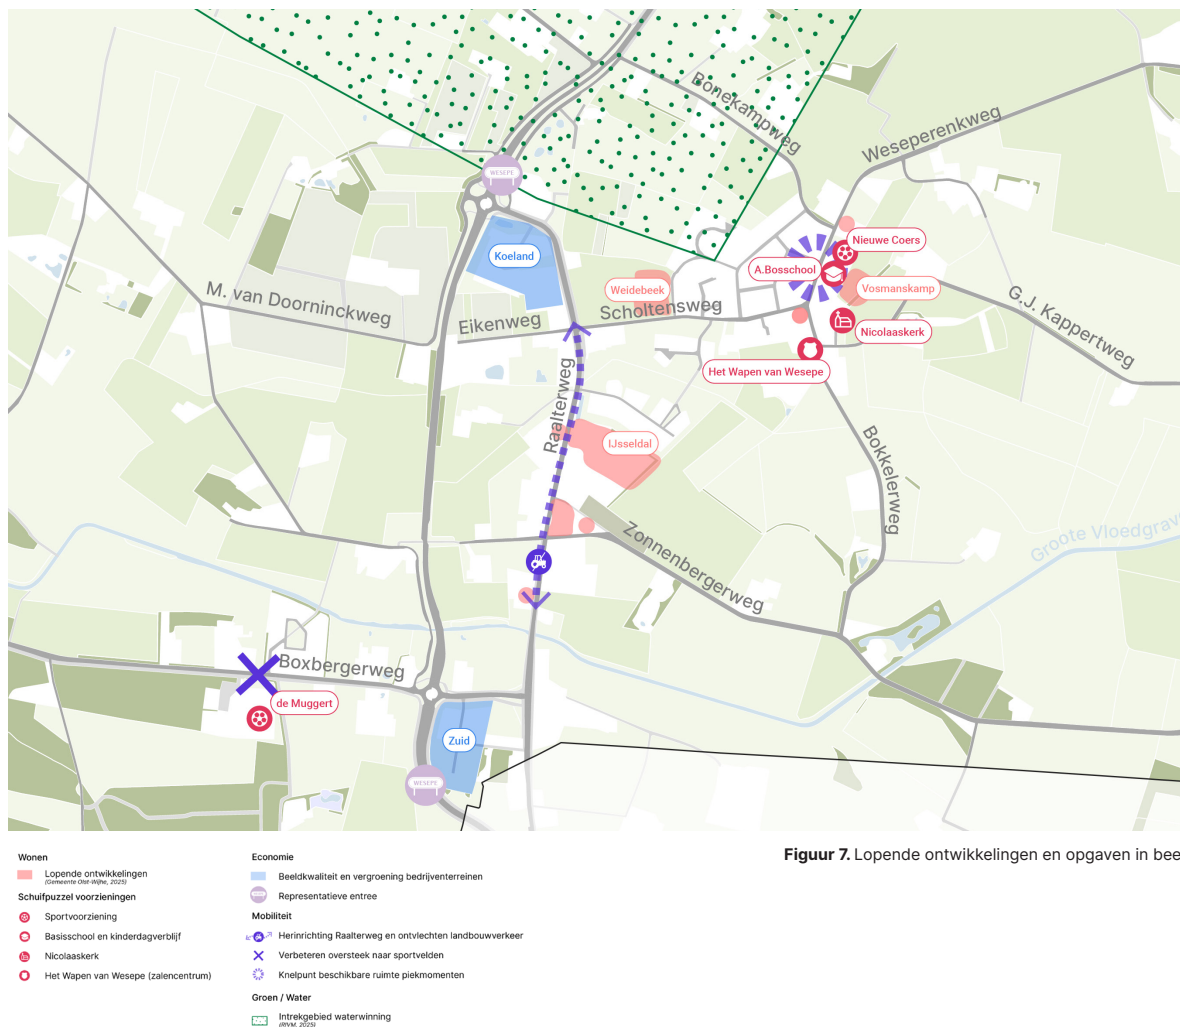 Bonekampweg
Weseperenkweg
WESEPE
Nieuwe Coers
Koeland
A.Bosschool
Weidebeek
Vosmanskamp
M. van Doorninckweg
Scholtensweg
G.J. Kappertweg
Eikenweg
Nicolaaskerk
Het Wapen van Wesepe
Raalterweg
IJsseldal
Bokkelerweg
Zonnenbergerweg
Groote Vloedgrav
Boxbergerweg
de Muggert
Zuid
WESEPE
Figuur 7. Lopende ontwikkelingen en opgaven in bee
Wonen
Lopende ontwikkelingen
(Gemeente Olst-Wijhe, 2025)
Schuifpuzzel voorzieningen
Sportvoorziening
Basisschool en kinderdagverblijf
Nicolaaskerk
Het Wapen van Wesepe (zalencentrum)
Economie
Beeldkwaliteit en vergroening bedrijventerreinen
Representatieve entree
Mobiliteit
Herinrichting Raalterweg en ontvlechten landbouwverkeer
Verbeteren oversteek naar sportvelden
Knelpunt beschikbare ruimte piekmomenten
Groen / Water
Intrekgebied waterwinning
(RIVM, 2025)